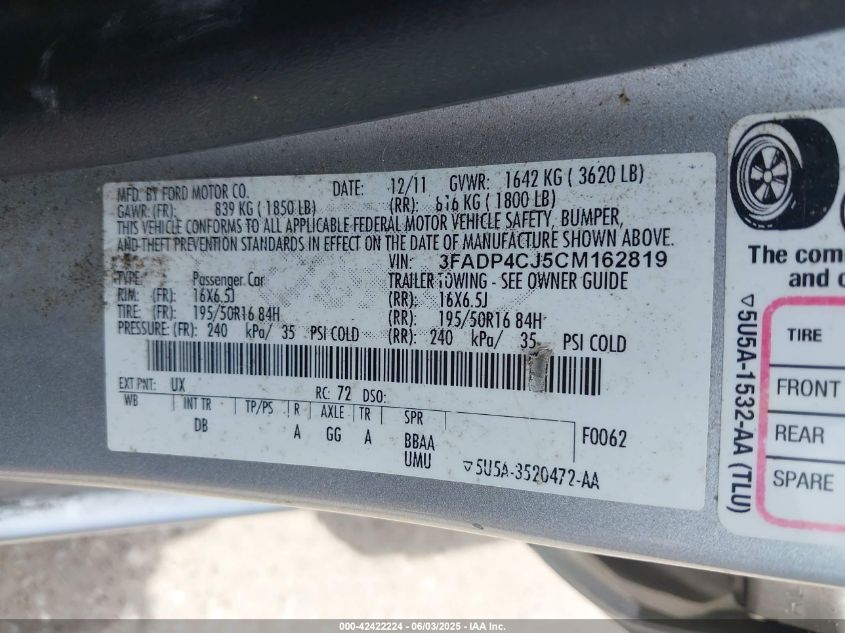 MFD. BY FORD MOTOR CO. DATE: 12/11 GVWR: 1642 KG ( 3620 LB)
GAWR: (FR): 839 KG ( 1850 LB) (RR): 816 KG ( 1800 LB)
THIS VEHICLE CONFORMS TO ALL APPLICABLE FEDERAL MOTOR VEHICLE SAFETY, BUMPER,
AND THEFT PREVENTION STANDARDS IN EFFECT ON THE DATE OF MANUFACTURE SHOWN ABOVE.
VIN: 3FADP4CJ5CM162819
TYPE: Passenger Car TRAILER TOWING - SEE OWNER GUIDE
RIM: (FR): 16X6.5J (RR): 16X6.5J
TIRE: (FR): 195/50R16 84H (RR): 195/50R16 84H
PRESSURE: (FR): 240 kPa/ 35 PSI COLD (RR): 240 kPa/ 35 PSI COLD
EXT PNT: UX RC: 72 DSO:
WB INT TR TP/PS R AXLE TR SPR
DB A GG A BBAA F0062
UMU ▽5U5A-3520472-AA
The com
and c
▽5U5A-1532-AA (TLU)
TIRE
FRONT
REAR
SPARE
000-42422224 - 06/03/2025 - IAA Inc.